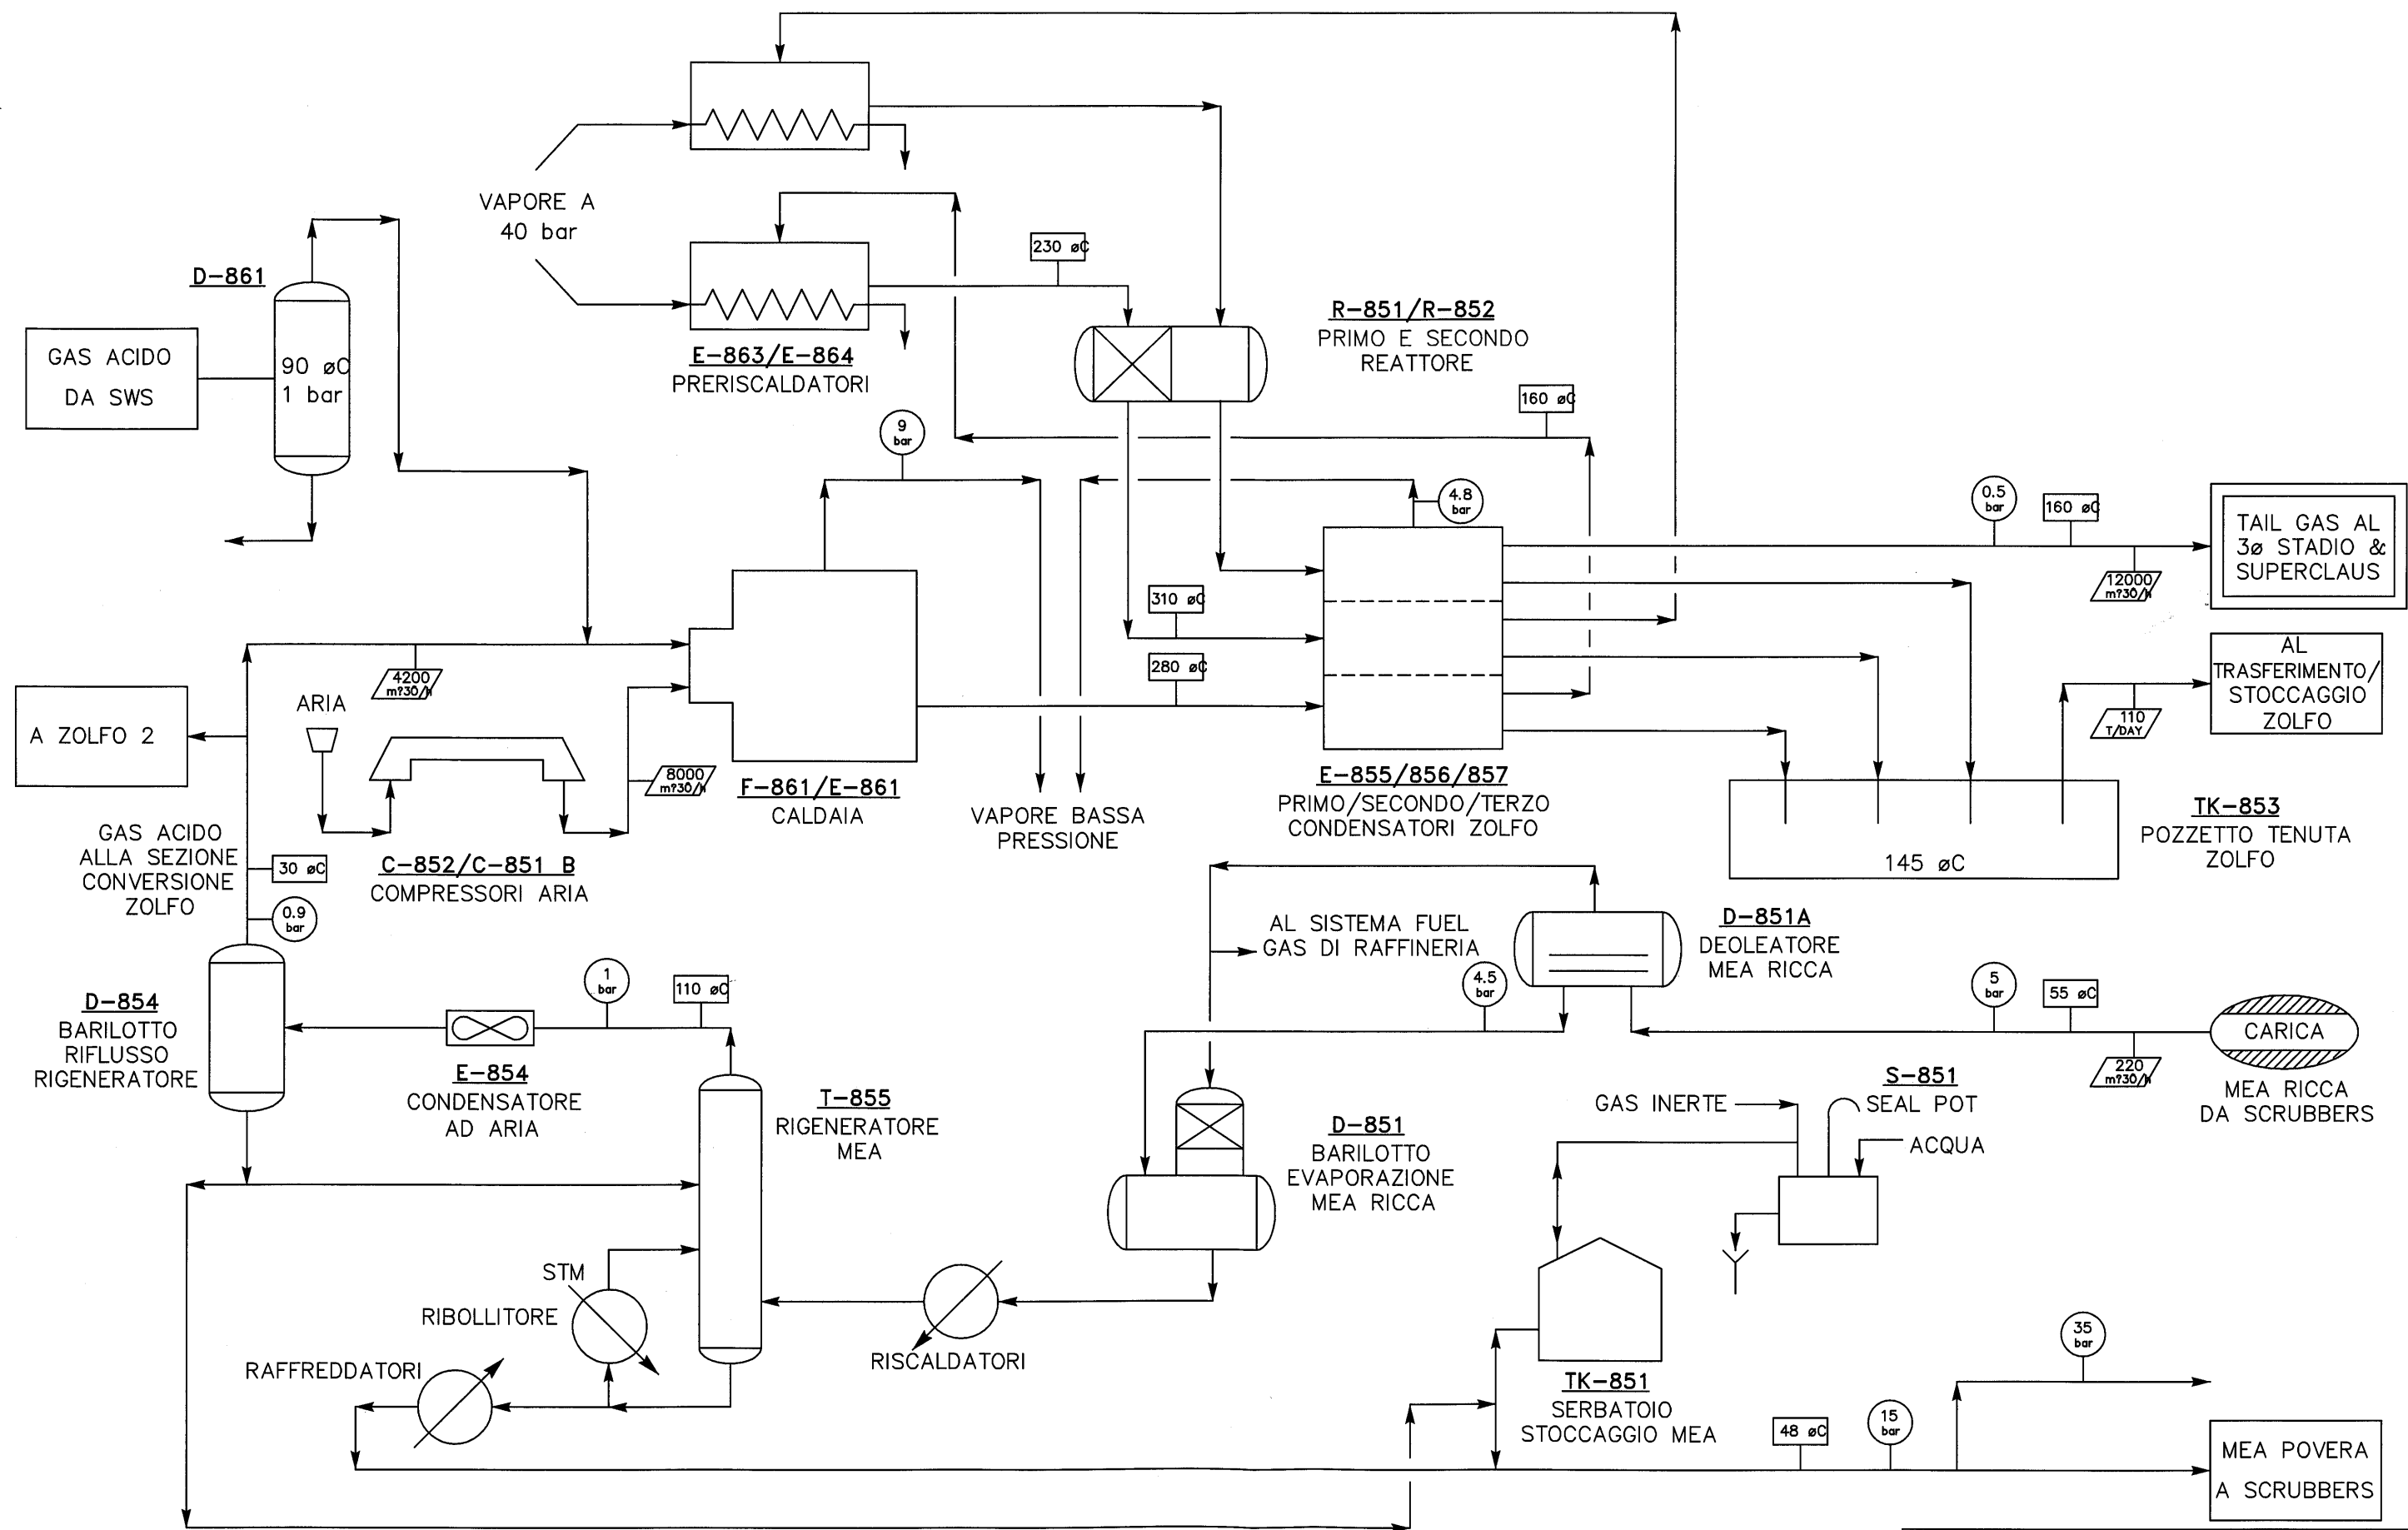 VAPORE A
40 bar
D-861
GAS ACIDO
DA SWS
90 øC
1 bar
230 øC
E-863/E-864
PRERISCALDATORI
R-851/R-852
PRIMO E SECONDO
REATTORE
160 øC
9
bar
4.8
bar
0.5
bar
160 øC
12000
m?30/h
TAIL GAS AL
3ø STADIO &
SUPERCLAUS
310 øC
280 øC
4200
m?30/h
A ZOLFO 2
ARIA
8000
m?30/h
F-861/E-861
CALDAIA
VAPORE BASSA
PRESSIONE
E-855/856/857
PRIMO/SECONDO/TERZO
CONDENSATORI ZOLFO
110
T/DAY
AL
TRASFERIMENTO/
STOCCAGGIO
ZOLFO
TK-853
POZZETTO TENUTA
ZOLFO
145 øC
GAS ACIDO
ALLA SEZIONE
CONVERSIONE
ZOLFO
30 øC
0.9
bar
C-852/C-851 B
COMPRESSORI ARIA
AL SISTEMA FUEL
GAS DI RAFFINERIA
D-851A
DEOLEATORE
MEA RICCA
4.5
bar
5
bar
55 øC
220
m?30/h
CARICA
MEA RICCA
DA SCRUBBERS
D-854
BARILOTTO
RIFLUSSO
RIGENERATORE
1
bar
110 øC
E-854
CONDENSATORE
AD ARIA
T-855
RIGENERATORE
MEA
D-851
BARILOTTO
EVAPORAZIONE
MEA RICCA
S-851
GAS INERTE
SEAL POT
ACQUA
STM
RIBOLLITORE
RAFFREDDATORI
RISCALDATORI
TK-851
SERBATOIO
STOCCAGGIO MEA
35
bar
48 øC
15
bar
MEA POVERA
A SCRUBBERS